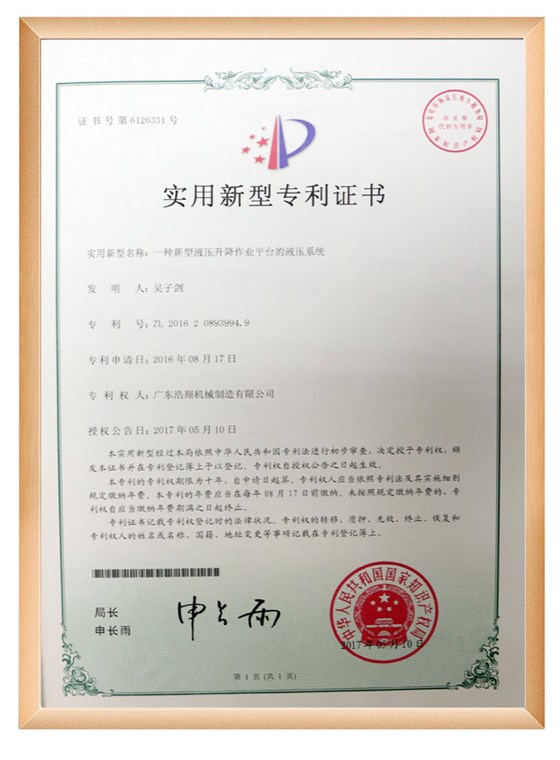 证书号第6126331号
实用新型专利证书
实用新型名称：一种新型液压升降作业平台的液压系统
发 明 人：吴子剑
专 利 号：ZL 2016 2 0893994.9
专利申请日：2016年08月17日
专 利 权 人：广东浩翔机械制造有限公司
授权公告日：2017年05月10日
本实用新型经过本局依照中华人民共和国专利法进行初步审查，决定授予专利权，颁
发本证书并在专利登记簿上予以登记。专利权自授权公告之日起生效。
本专利的专利权期限为十年，自申请日起算。专利权人应当依照专利法及其实施细则
规定缴纳年费。本专利的年费应当在每年08月17日前缴纳。未按照规定缴纳年费的，专
利权自应当缴纳年费期满之日起终止。
专利证书记载专利权登记时的法律状况。专利权的转移、质押、无效、终止、恢复和
专利权人的姓名或名称、国籍、地址变更等事项记载在专利登记簿上。
局长
申长雨
申长雨
中华人民共和国国家知识产权局
2017年05月10日
第1页（共1页）